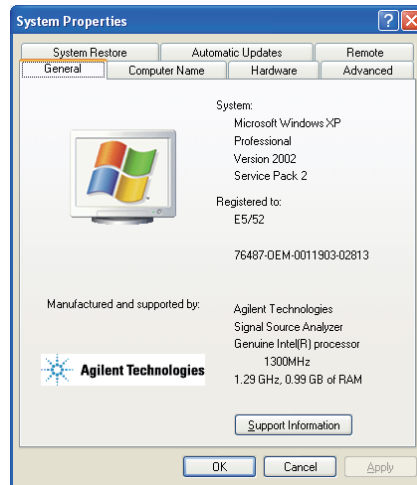 System Properties
System Restore
Automatic Updates
Remote
General
Computer Name
Hardware
Advanced
System:
Microsoft Windows XP
Professional
Version 2002
Service Pack 2
Registered to:
E5/52
76487-OEM-0011903-02813
Manufactured and supported by:
Agilent Technologies
Agilent Technologies
Signal Source Analyzer
Genuine Intel(R) processor
1300MHz
1.29 GHz, 0.99 GB of RAM
Support Information
OK
Cancel
Apply